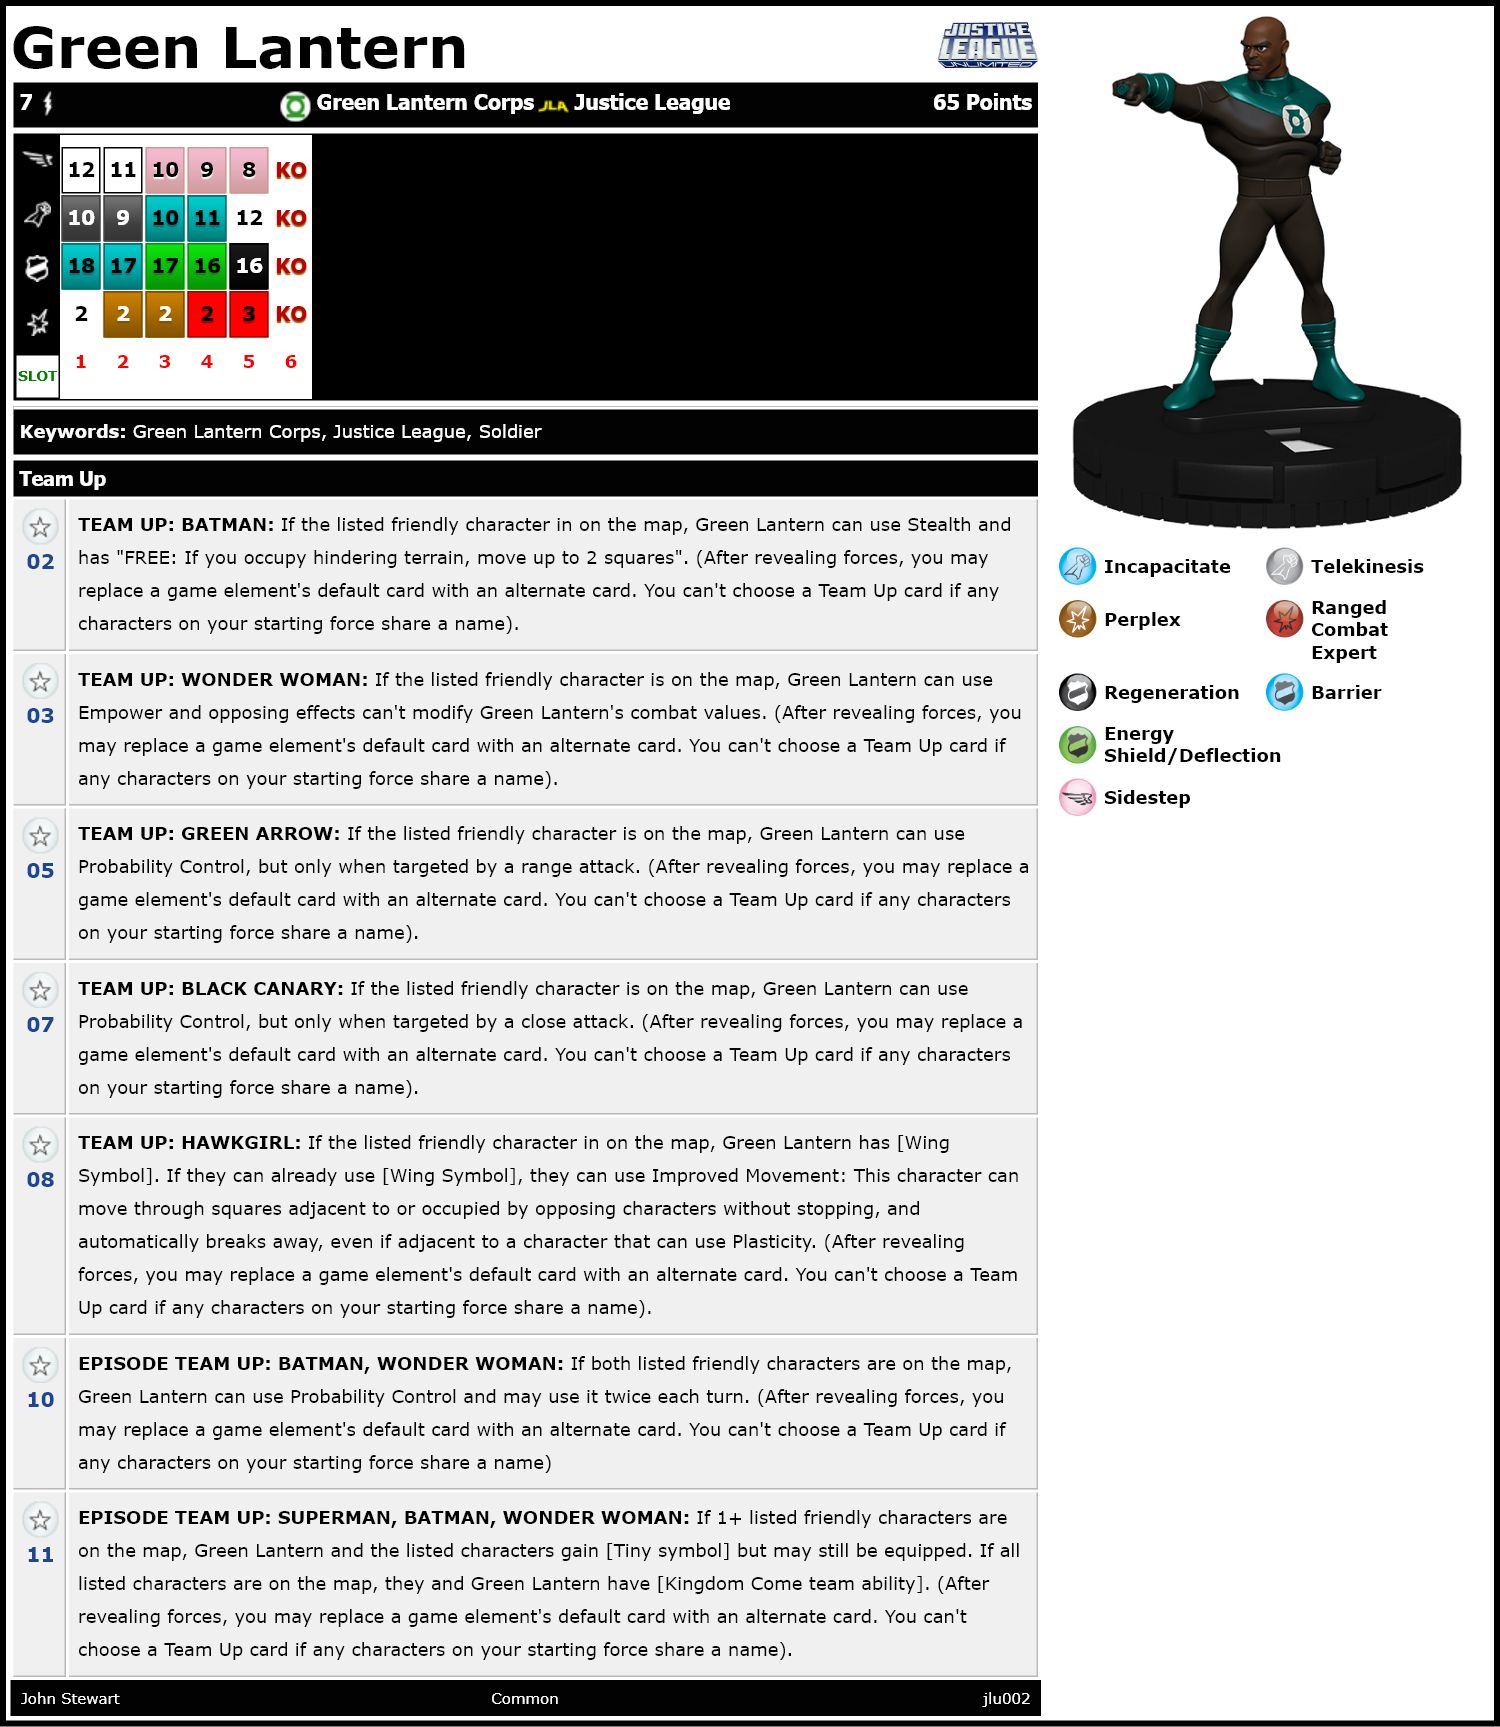 Green Lantern
JUSTICE
LEAGUE
UNLIMITED
7 Green Lantern Corps JLA Justice League 65 Points
12 11 10 9 8 KO
10 9 10 11 12 KO
18 17 17 16 16 KO
2 2 2 2 3 KO
SLOT 1 2 3 4 5 6
Keywords: Green Lantern Corps, Justice League, Soldier
Team Up
02
TEAM UP: BATMAN: If the listed friendly character in on the map, Green Lantern can use Stealth and
has "FREE: If you occupy hindering terrain, move up to 2 squares". (After revealing forces, you may
replace a game element's default card with an alternate card. You can't choose a Team Up card if any
characters on your starting force share a name).
03
TEAM UP: WONDER WOMAN: If the listed friendly character is on the map, Green Lantern can use
Empower and opposing effects can't modify Green Lantern's combat values. (After revealing forces, you
may replace a game element's default card with an alternate card. You can't choose a Team Up card if
any characters on your starting force share a name).
05
TEAM UP: GREEN ARROW: If the listed friendly character is on the map, Green Lantern can use
Probability Control, but only when targeted by a range attack. (After revealing forces, you may replace a
game element's default card with an alternate card. You can't choose a Team Up card if any characters
on your starting force share a name).
07
TEAM UP: BLACK CANARY: If the listed friendly character is on the map, Green Lantern can use
Probability Control, but only when targeted by a close attack. (After revealing forces, you may replace a
game element's default card with an alternate card. You can't choose a Team Up card if any characters
on your starting force share a name).
08
TEAM UP: HAWKGIRL: If the listed friendly character in on the map, Green Lantern has [Wing
Symbol]. If they can already use [Wing Symbol], they can use Improved Movement: This character can
move through squares adjacent to or occupied by opposing characters without stopping, and
automatically breaks away, even if adjacent to a character that can use Plasticity. (After revealing
forces, you may replace a game element's default card with an alternate card. You can't choose a Team
Up card if any characters on your starting force share a name).
10
EPISODE TEAM UP: BATMAN, WONDER WOMAN: If both listed friendly characters are on the map,
Green Lantern can use Probability Control and may use it twice each turn. (After revealing forces, you
may replace a game element's default card with an alternate card. You can't choose a Team Up card if
any characters on your starting force share a name)
11
EPISODE TEAM UP: SUPERMAN, BATMAN, WONDER WOMAN: If 1+ listed friendly characters are
on the map, Green Lantern and the listed characters gain [Tiny symbol] but may still be equipped. If all
listed characters are on the map, they and Green Lantern have [Kingdom Come team ability]. (After
revealing forces, you may replace a game element's default card with an alternate card. You can't
choose a Team Up card if any characters on your starting force share a name).
John Stewart Common jlu002
Incapacitate Telekinesis
Perplex
Ranged
Combat
Expert
Regeneration Barrier
Energy
Shield/Deflection
Sidestep